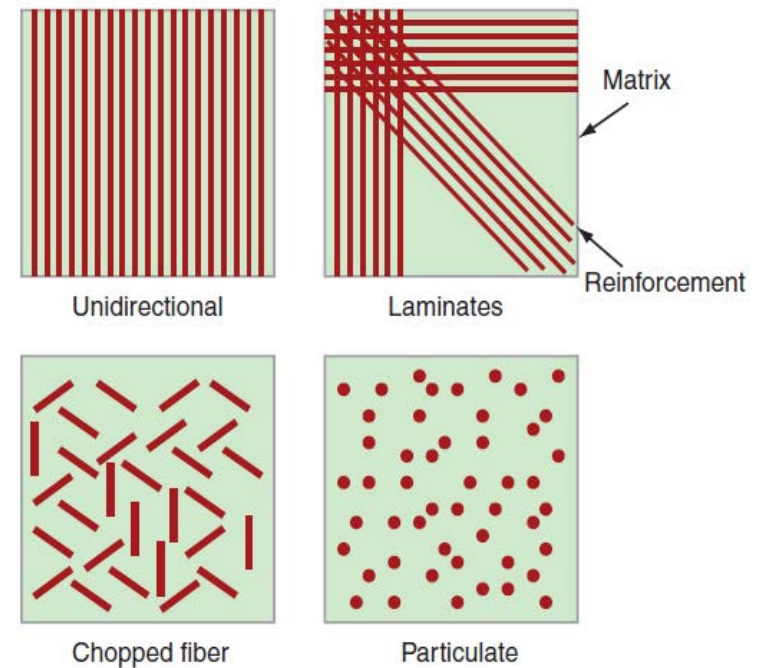 Matrix
Reinforcement
Unidirectional
Laminates
Chopped fiber
Particulate